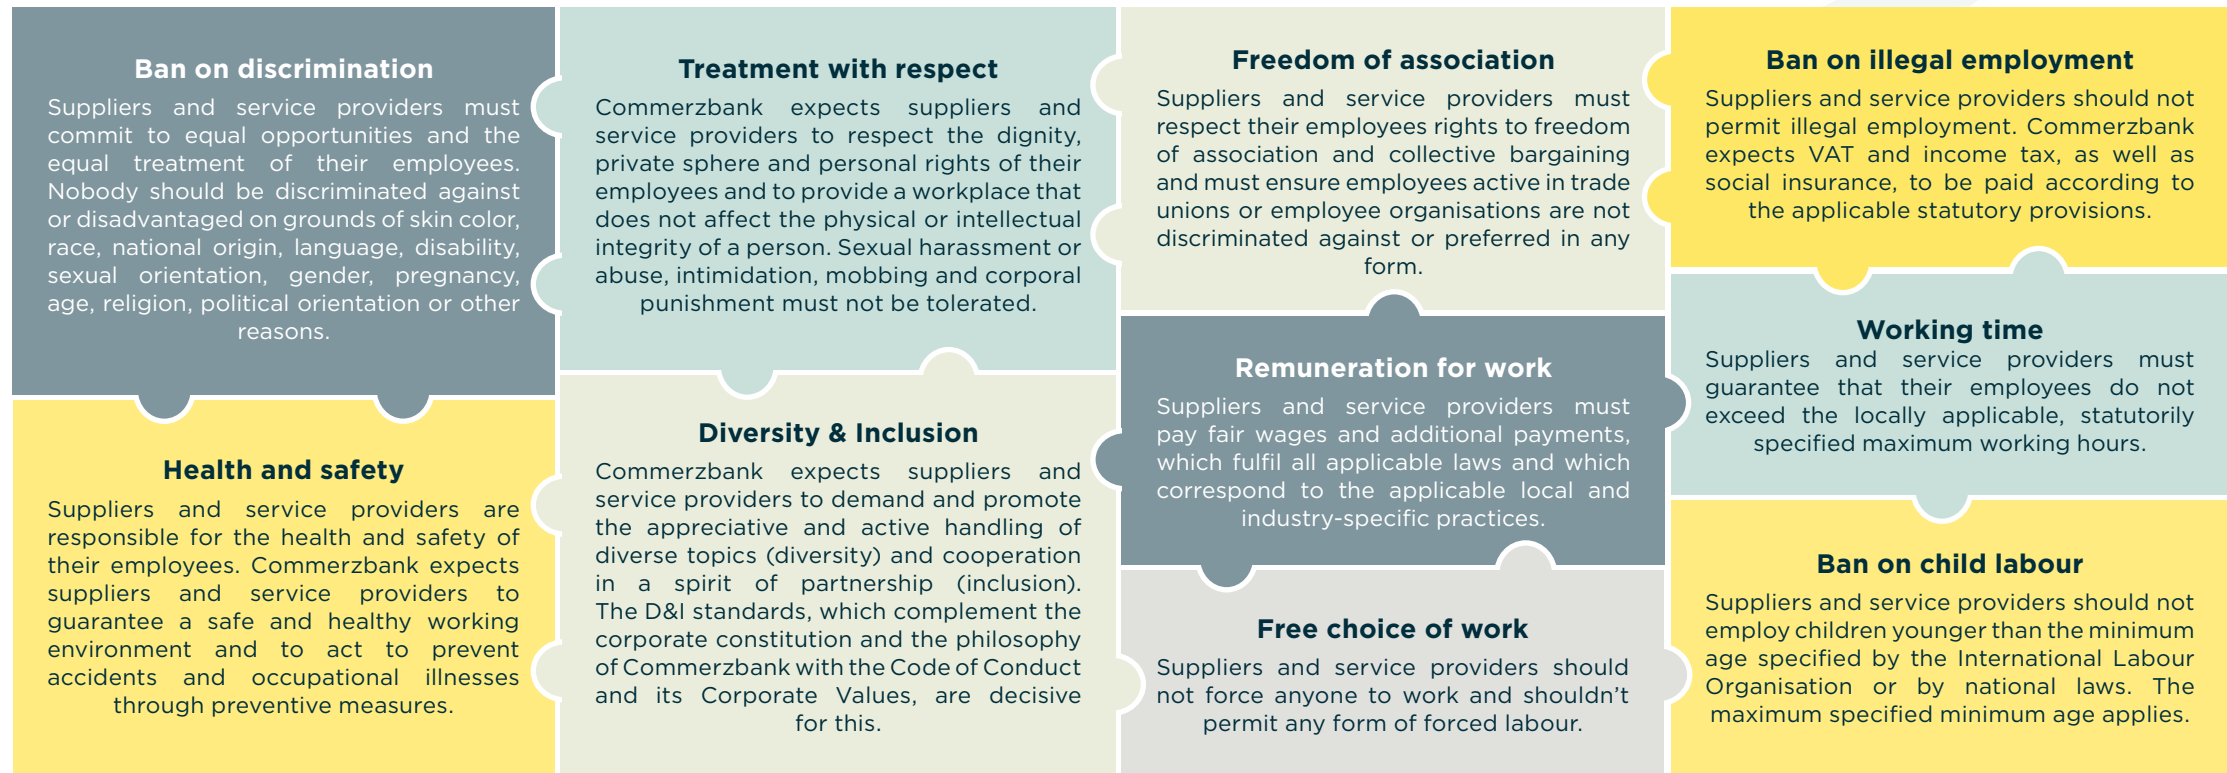 Ban on discrimination
Suppliers and service providers must
commit to equal opportunities and the
equal treatment of their employees.
Nobody should be discriminated against
or disadvantaged on grounds of skin color,
race, national origin, language, disability,
sexual orientation, gender, pregnancy,
age, religion, political orientation or other
reasons.
Health and safety
Suppliers and service providers are
responsible for the health and safety of
their employees. Commerzbank expects
suppliers and service providers to
guarantee a safe and healthy working
environment and to act to prevent
accidents and occupational illnesses
through preventive measures.
Treatment with respect
Commerzbank expects suppliers and
service providers to respect the dignity,
private sphere and personal rights of their
employees and to provide a workplace that
does not affect the physical or intellectual
integrity of a person. Sexual harassment or
abuse, intimidation, mobbing and corporal
punishment must not be tolerated.
Diversity & Inclusion
Commerzbank expects suppliers and
service providers to demand and promote
the appreciative and active handling of
diverse topics (diversity) and cooperation
in a spirit of partnership (inclusion).
The D&I standards, which complement the
corporate constitution and the philosophy
of Commerzbank with the Code of Conduct
and its Corporate Values, are decisive
for this.
Freedom of association
Suppliers and service providers must
respect their employees rights to freedom
of association and collective bargaining
and must ensure employees active in trade
unions or employee organisations are not
discriminated against or preferred in any
form.
Remuneration for work
Suppliers and service providers must
pay fair wages and additional payments,
which fulfil all applicable laws and which
correspond to the applicable local and
industry-specific practices.
Free choice of work
Suppliers and service providers should
not force anyone to work and shouldn’t
permit any form of forced labour.
Ban on illegal employment
Suppliers and service providers should not
permit illegal employment. Commerzbank
expects VAT and income tax, as well as
social insurance, to be paid according to
the applicable statutory provisions.
Working time
Suppliers and service providers must
guarantee that their employees do not
exceed the locally applicable, statutorily
specified maximum working hours.
Ban on child labour
Suppliers and service providers should not
employ children younger than the minimum
age specified by the International Labour
Organisation or by national laws. The
maximum specified minimum age applies.